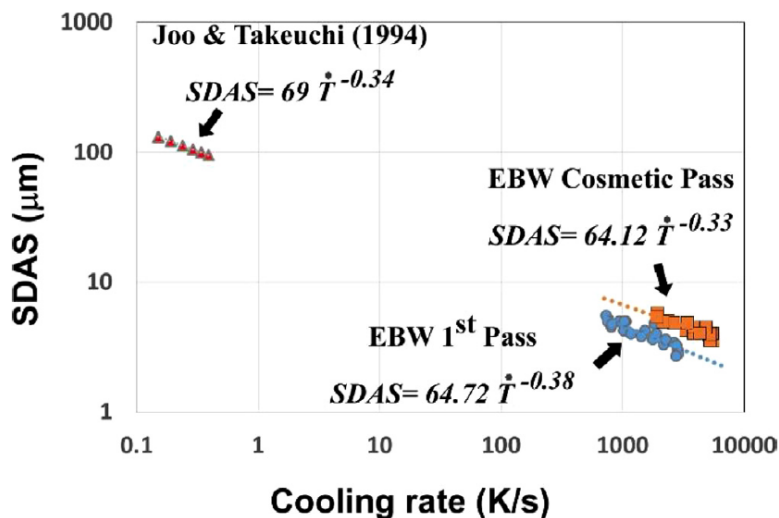 1000
Joo & Takeuchi (1994)
SDAS= 69 Ṫ -0.34
100
EBW Cosmetic Pass
SDAS= 64.12 Ṫ -0.33
10
EBW 1st Pass
SDAS= 64.72 Ṫ -0.38
1
0.1 1 10 100 1000 10000
SDAS (μm)
Cooling rate (K/s)